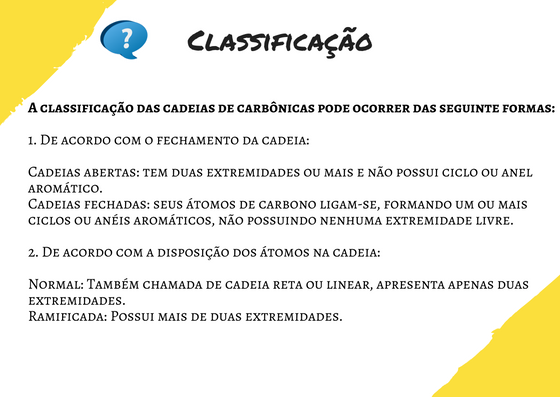 ?
Classificação
A classificação das cadeias de carbônicas pode ocorrer das seguinte formas:
1. De acordo com o fechamento da cadeia:
Cadeias abertas: tem duas extremidades ou mais e não possui ciclo ou anel
aromático.
Cadeias fechadas: seus átomos de carbono ligam-se, formando um ou mais
ciclos ou anéis aromáticos, não possuindo nenhuma extremidade livre.
2. De acordo com a disposição dos átomos na cadeia:
Normal: Também chamada de cadeia reta ou linear, apresenta apenas duas
extremidades.
Ramificada: Possui mais de duas extremidades.